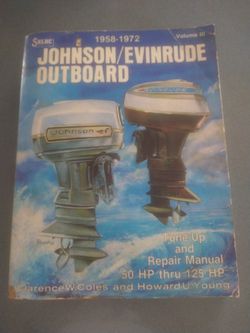 SELOC
1958-1972
Volume III
JOHNSON/EVINRUDE
OUTBOARD
Johnson
Tune-Up
and
Repair Manual
50 HP thru 125 HP
Clarence W. Coles and Howard U. Young